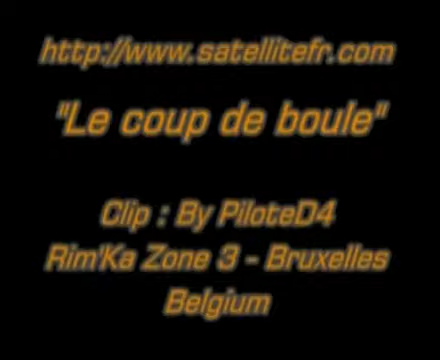 http://www.satellitefr.com
"Le coup de boule"
Clip : By PiloteD4
Rim'Ka Zone 3 - Bruxelles
Belgium